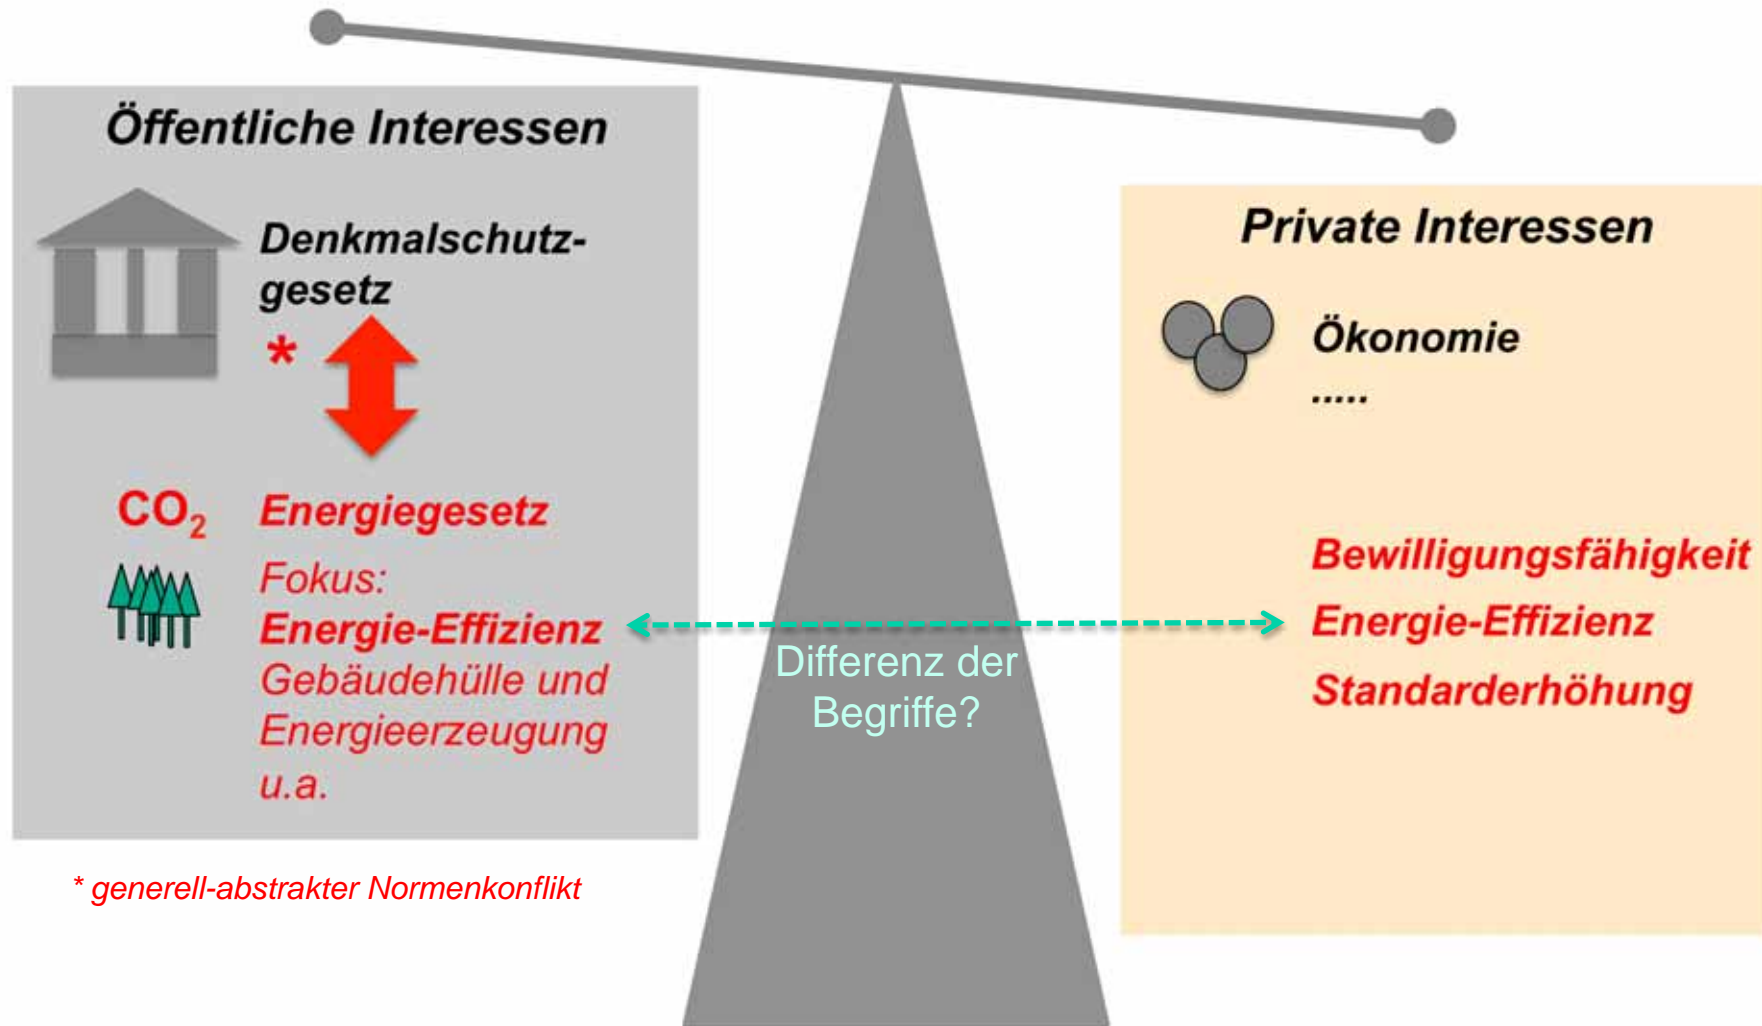 Öffentliche Interessen
Denkmalschutz-
gesetz
*
CO₂ Energiegesetz
Fokus:
Energie-Effizienz
Gebäudehülle und
Energieerzeugung
u.a.
* generell-abstrakter Normenkonflikt
Differenz der
Begriffe?
Private Interessen
Ökonomie
.....
Bewilligungsfähigkeit
Energie-Effizienz
Standarderhöhung